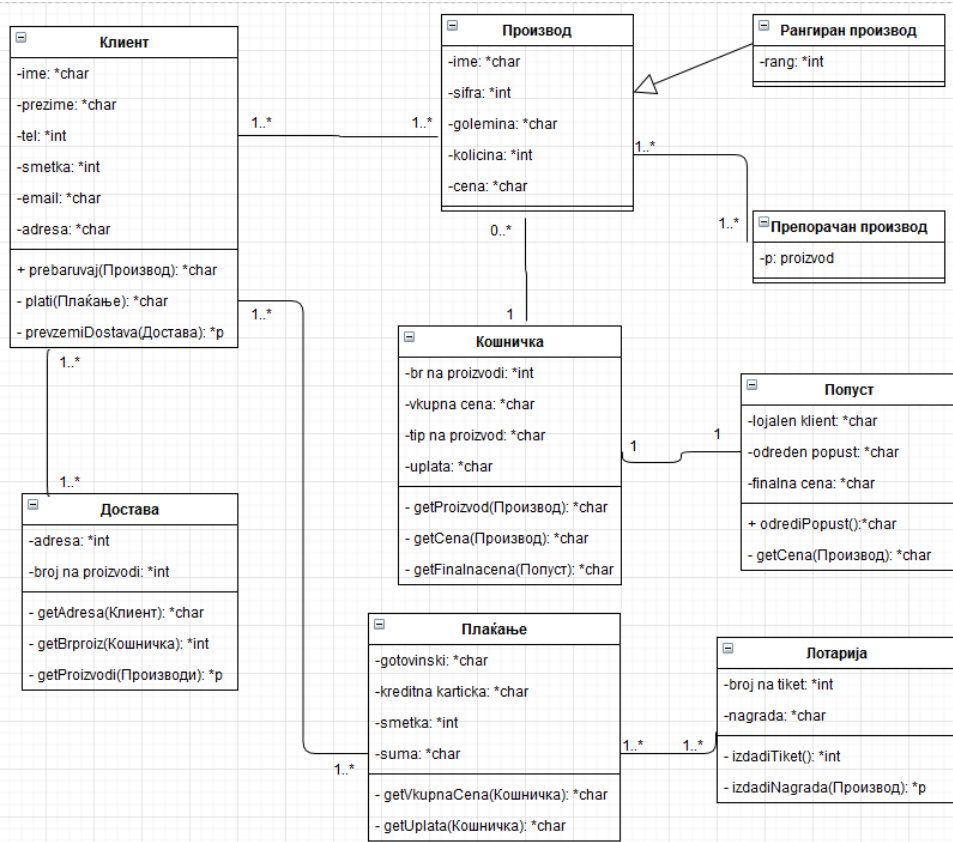 Клиент
-ime: *char
-prezime: *char
-tel: *int
-smetka: *int
-email: *char
-adresa: *char
+ prebaruvaj(Производ): *char
- plati(Плаќање): *char
- prevzemiDostava(Достава): *p
1..*
1..*
Производ
-ime: *char
-sifra: *int
-golemina: *char
-kolicina: *int
-cena: *char
Рангиран производ
-rang: *int
1..*
1..*
Препорачан производ
-p: proizvod
0..*
1
Кошничка
-br na proizvodi: *int
-vkupna cena: *char
-tip na proizvod: *char
-uplata: *char
- getProizvod(Производ): *char
- getCena(Производ): *char
- getFinalnacena(Попуст): *char
1
1
Попуст
-lojalen klient: *char
-odreden popust: *char
-finalna cena: *char
+ odrediPopust():*char
- getCena(Производ): *char
1..*
1..*
1..*
Достава
-adresa: *int
-broj na proizvodi: *int
- getAdresa(Клиент): *char
- getBrproiz(Кошничка): *int
- getProizvodi(Производи): *p
1..*
Плаќање
-gotovinski: *char
-kreditna karticka: *char
-smetka: *int
-suma: *char
- getVkupnaCena(Кошничка): *char
- getUplata(Кошничка): *char
1..*
1..*
Лотарија
-broj na tiket: *int
-nagrada: *char
- izdadiTiket(): *int
- izdadiNagrada(Производ): *p